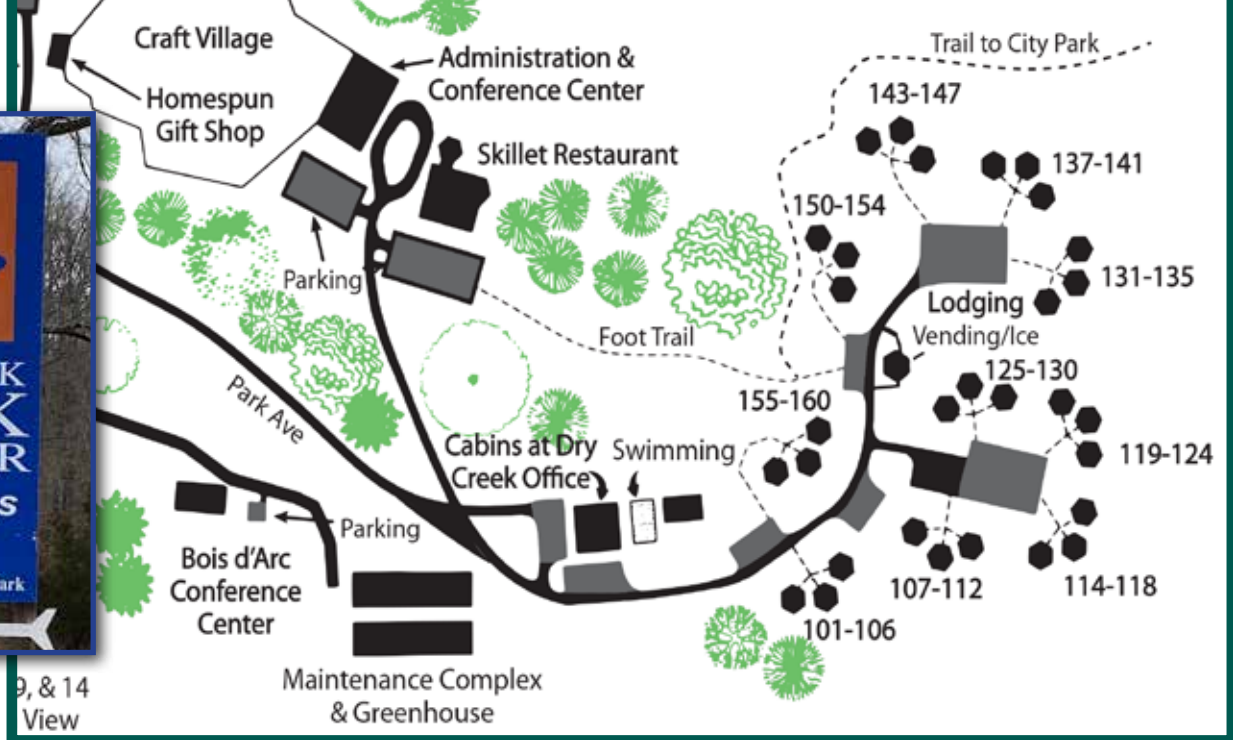 Craft Village
Homespun
Gift Shop
Administration &
Conference Center
Skillet Restaurant
Trail to City Park
143-147
137-141
150-154
131-135
Parking
Lodging
Vending/Ice
Foot Trail
125-130
155-160
119-124
Park Ave
Cabins at Dry
Creek Office
Swimming
Parking
Bois d'Arc
Conference
Center
107-112
114-118
101-106
Maintenance Complex
& Greenhouse
9, & 14
View
K
K
R
s
ark